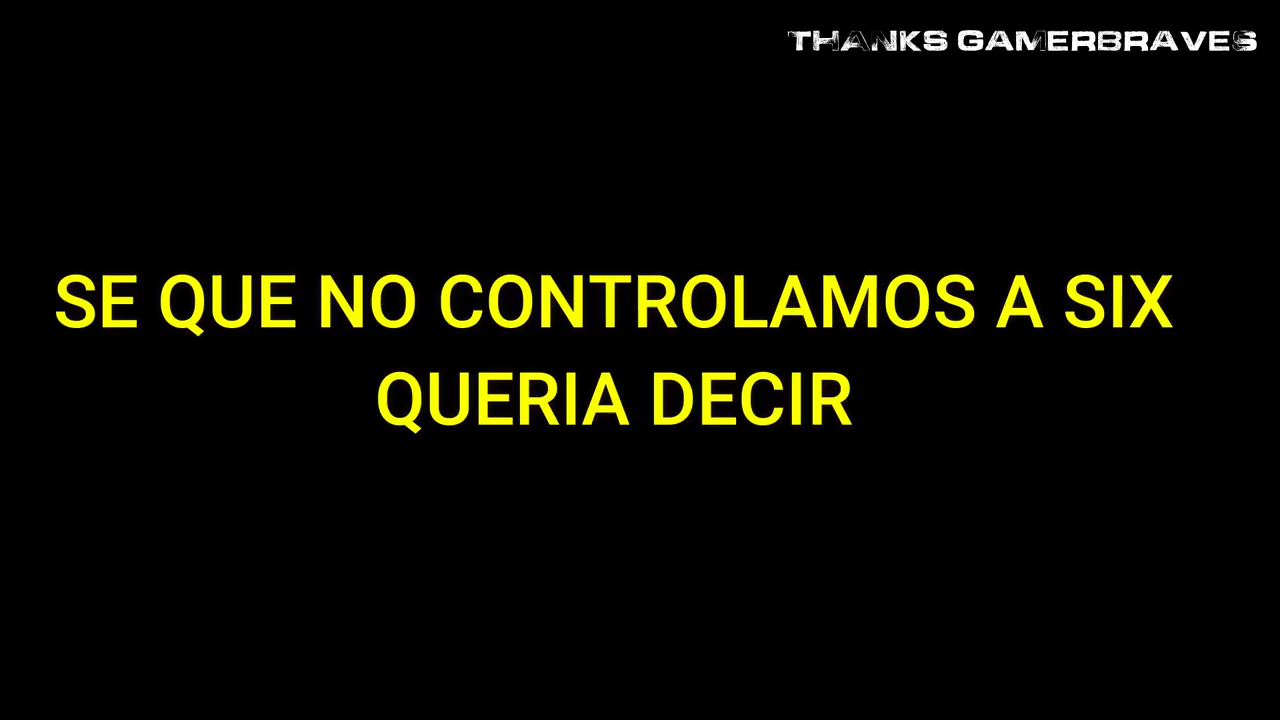 THANKS GAMERBRAVES
SE QUE NO CONTROLAMOS A SIX
QUERIA DECIR